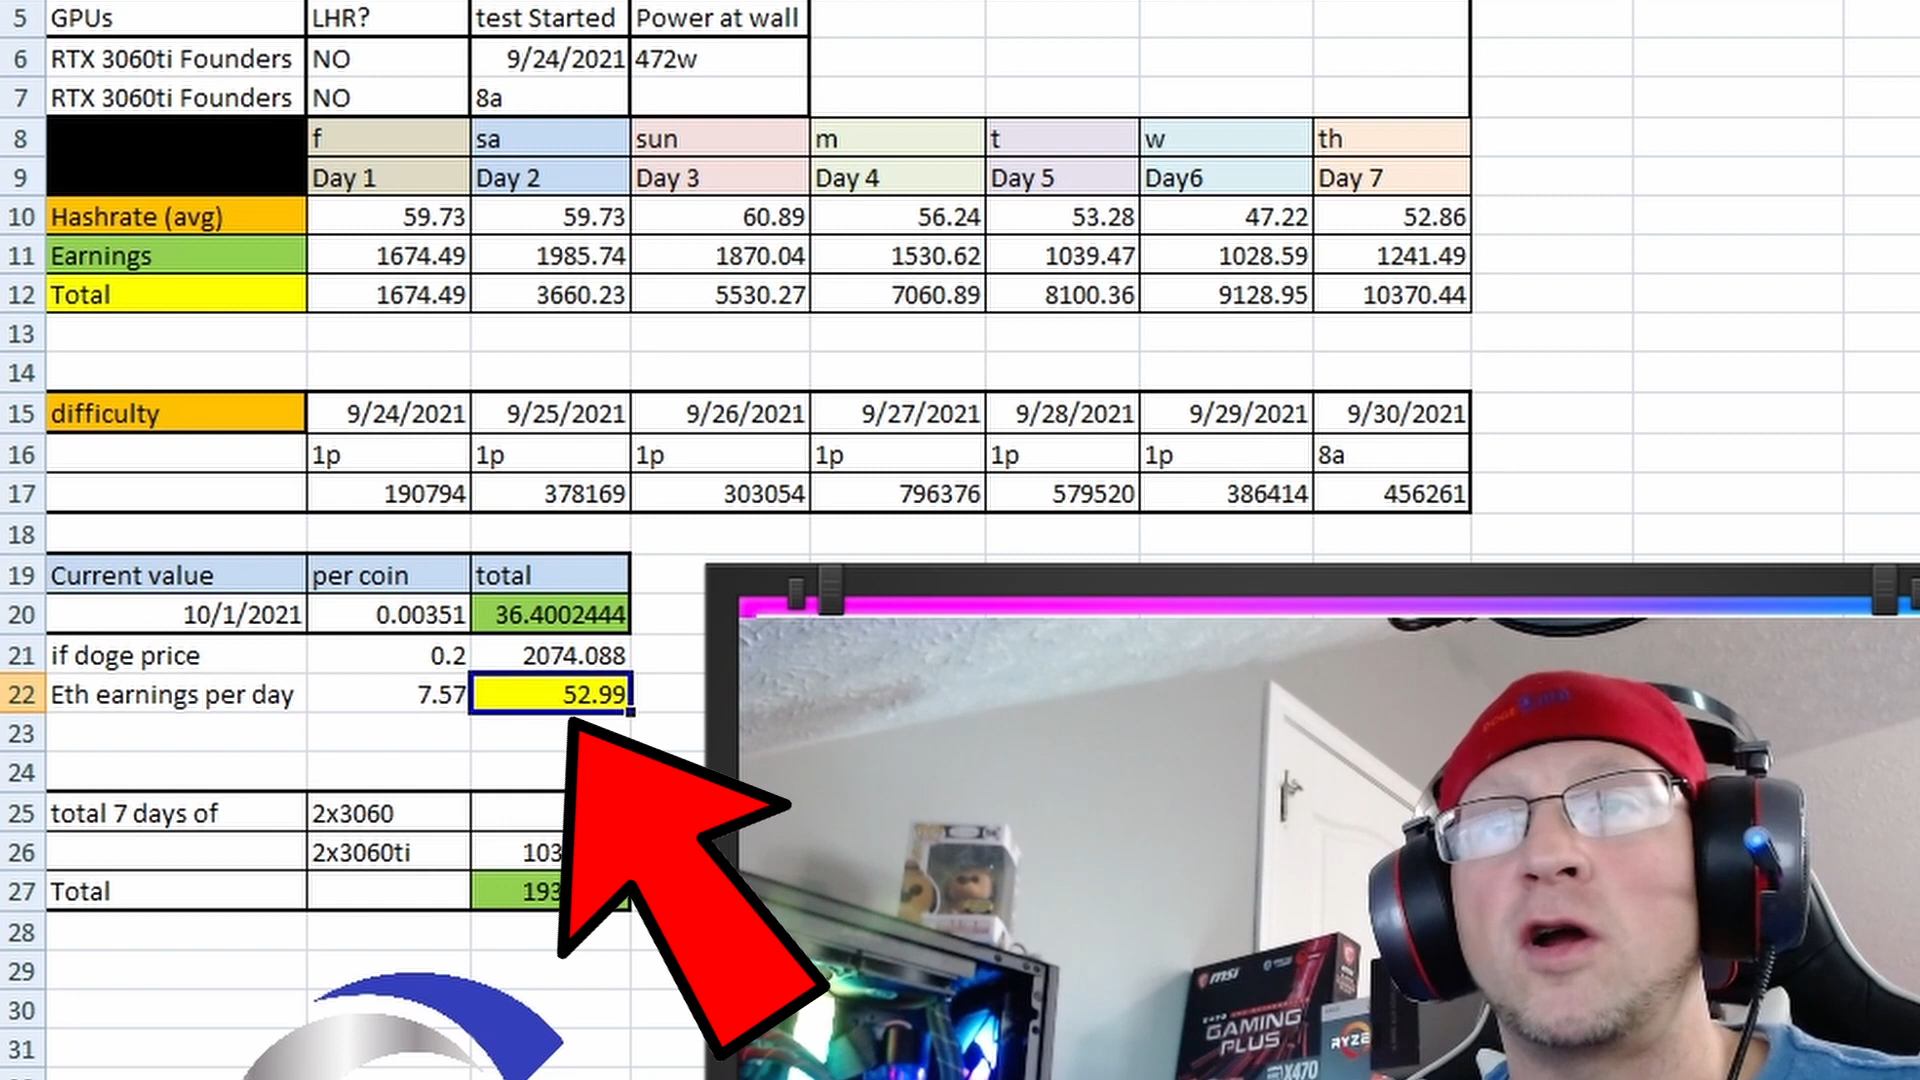 5 GPUs LHR? test Started Power at wall
6 RTX 3060ti Founders NO 9/24/2021 472w
7 RTX 3060ti Founders NO 8a
8 f sa sun m t w th
9 Day 1 Day 2 Day 3 Day 4 Day 5 Day6 Day 7
10 Hashrate (avg) 59.73 59.73 60.89 56.24 53.28 47.22 52.86
11 Earnings 1674.49 1985.74 1870.04 1530.62 1039.47 1028.59 1241.49
12 Total 1674.49 3660.23 5530.27 7060.89 8100.36 9128.95 10370.44
13
14
15 difficulty 9/24/2021 9/25/2021 9/26/2021 9/27/2021 9/28/2021 9/29/2021 9/30/2021
16 1p 1p 1p 1p 1p 1p 8a
17 190794 378169 303054 796376 579520 386414 456261
18
19 Current value per coin total
20 10/1/2021 0.00351 36.4002444
21 if doge price 0.2 2074.088
22 Eth earnings per day 7.57 52.99
23
24
25 total 7 days of 2x3060
26 2x3060ti 103
27 Total 193
28
29
30
31
msi
GAMING
PLUS
X470
RYZE